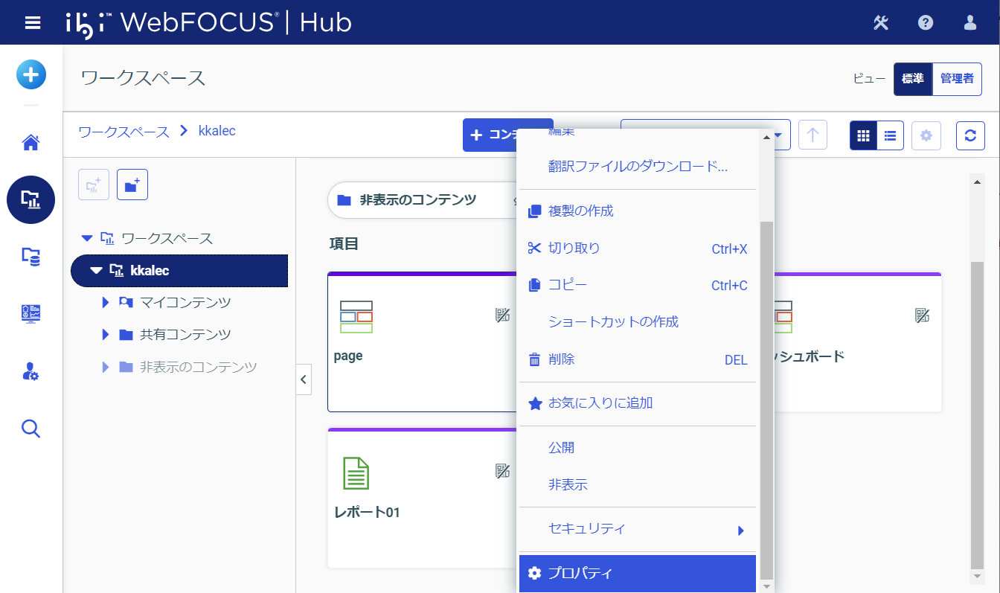 ibi™ WebFOCUS® | Hub
ワークスペース
ビュー 標準 管理者
ワークスペース kkalec
コンテ
ワークスペース
kkalec
マイコンテンツ
共有コンテンツ
非表示のコンテンツ
非表示のコンテンツ
項目
page
シュボード
レポート01
編集
翻訳ファイルのダウンロード...
複製の作成
切り取り Ctrl+X
コピー Ctrl+C
ショートカットの作成
削除 DEL
お気に入りに追加
公開
非表示
セキュリティ
プロパティ